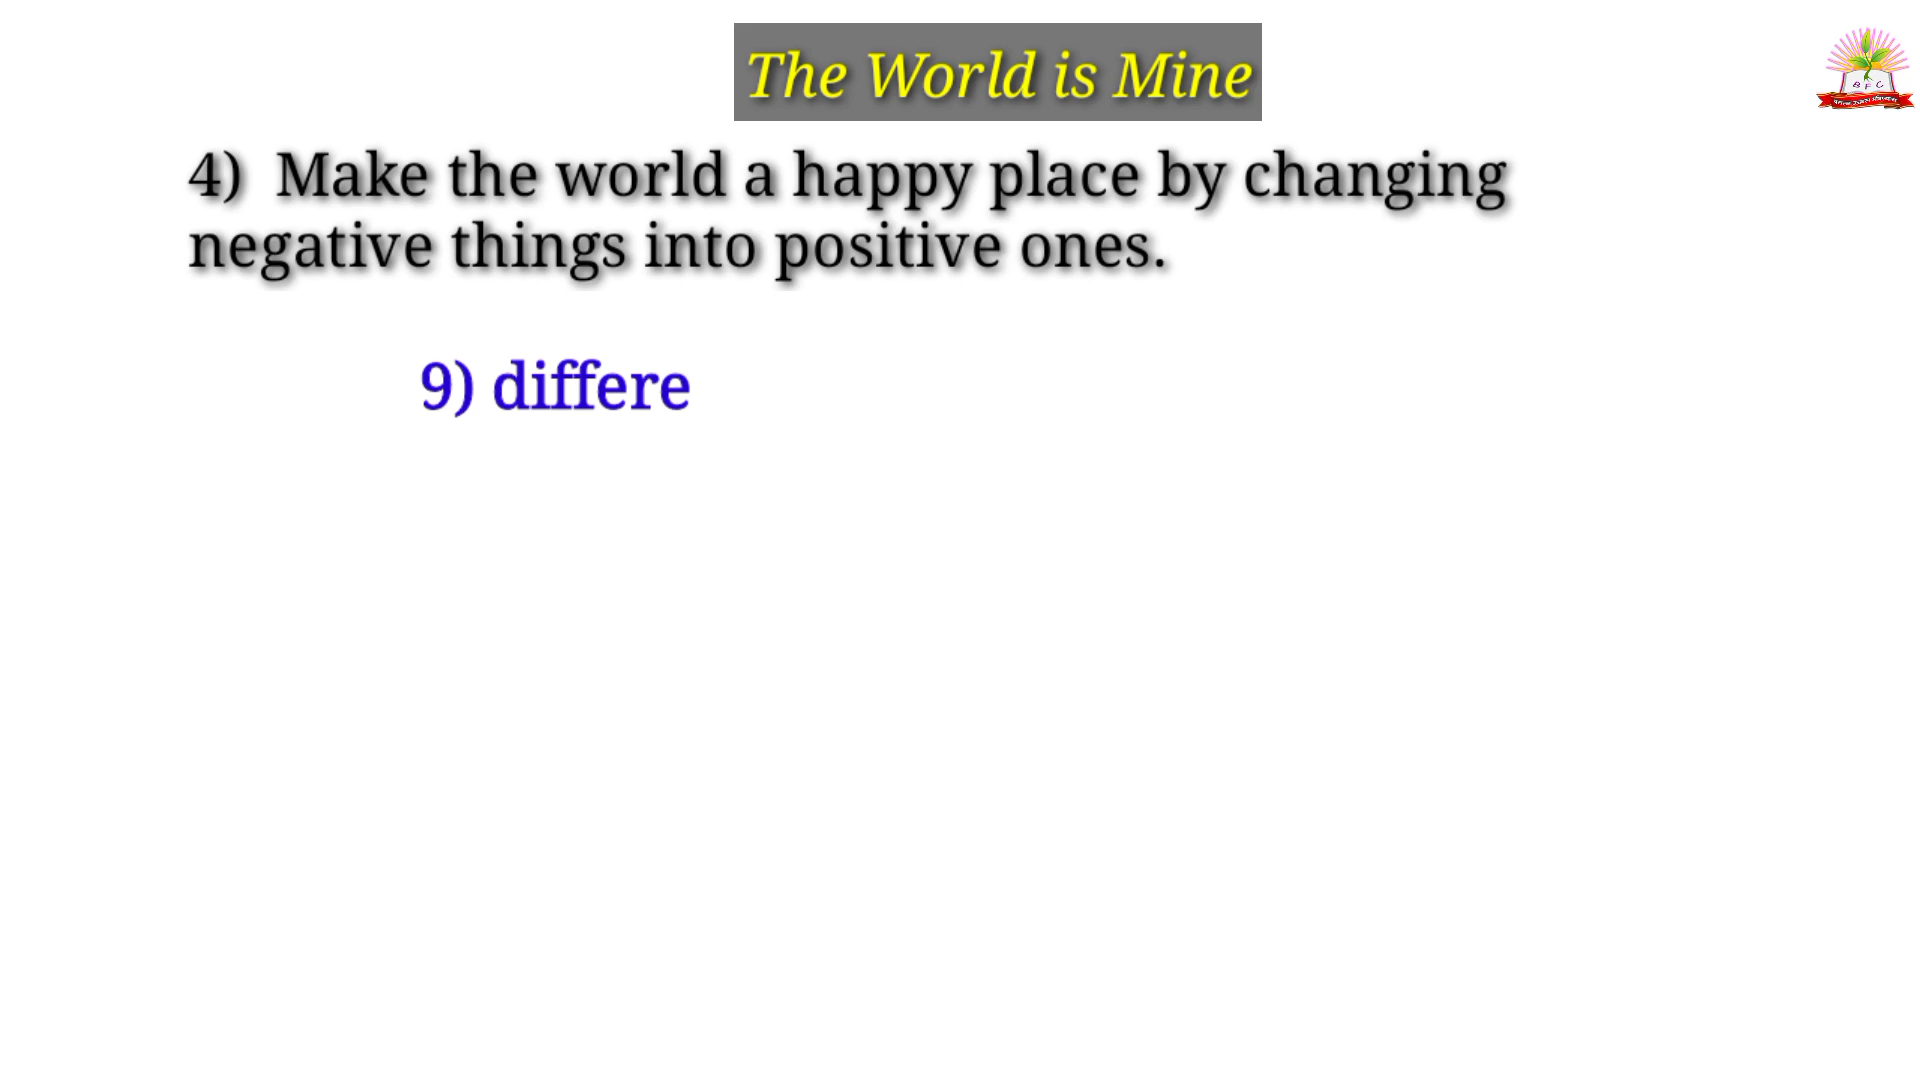 The World is Mine
4) Make the world a happy place by changing
negative things into positive ones.
9) differe
B F C